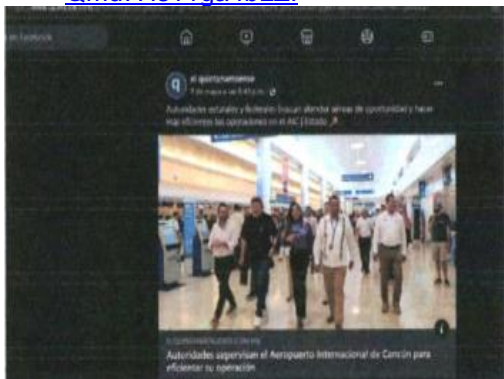 en Facebook
el quintanarroense
Autoridades estatales y federales buscan atender aéreas de oportunidad y hacer
más eficientes las operaciones en el AIC | Estado
Autoridades supervisan el Aeropuerto Internacional de Cancún para
eficientar su operación